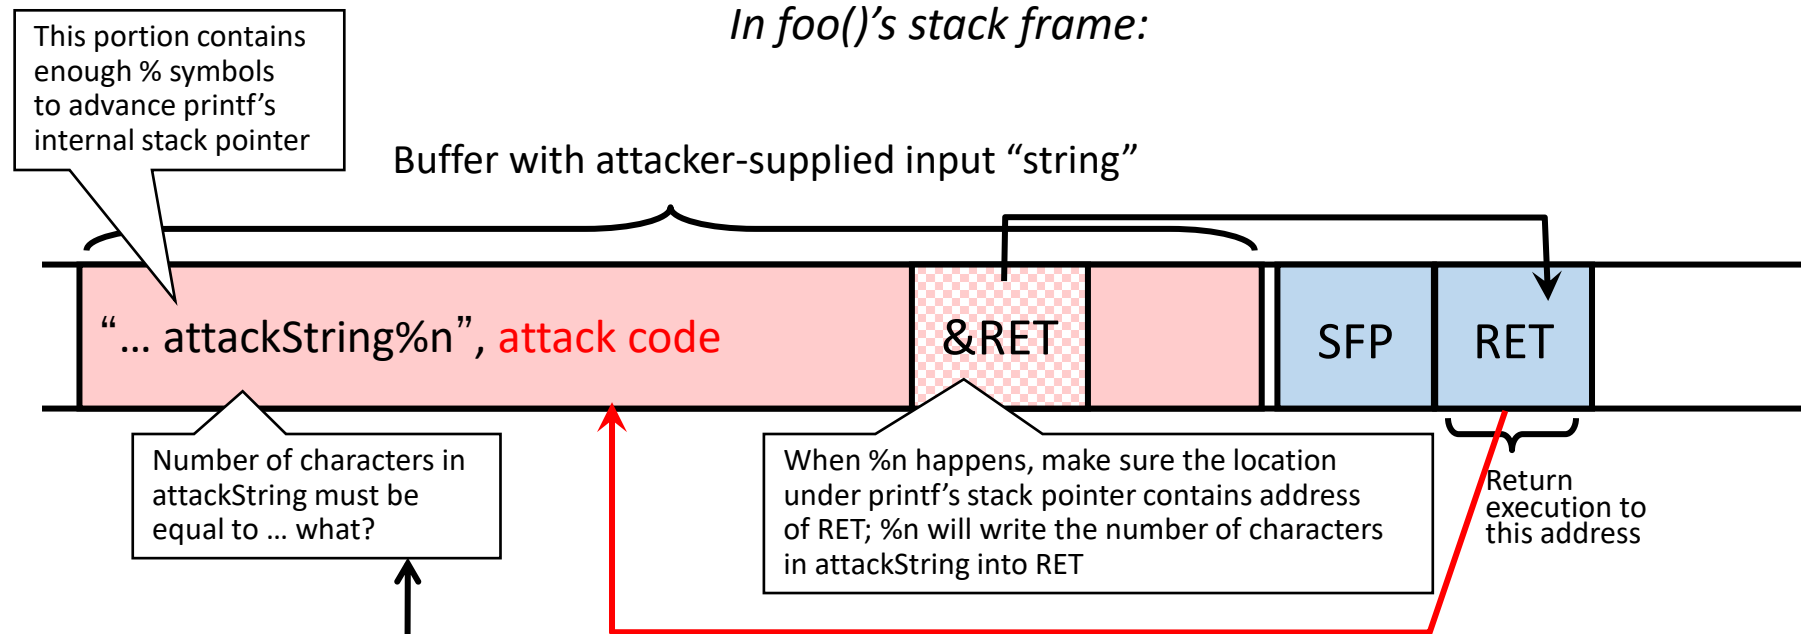 In foo()’s stack frame:
This portion contains
enough % symbols
to advance printf’s
internal stack pointer
Buffer with attacker-supplied input “string”
“... attackString%n”, attack code
&RET
SFP
RET
Number of characters in
attackString must be
equal to ... what?
When %n happens, make sure the location
under printf’s stack pointer contains address
of RET; %n will write the number of characters
in attackString into RET
Return
execution to
this address